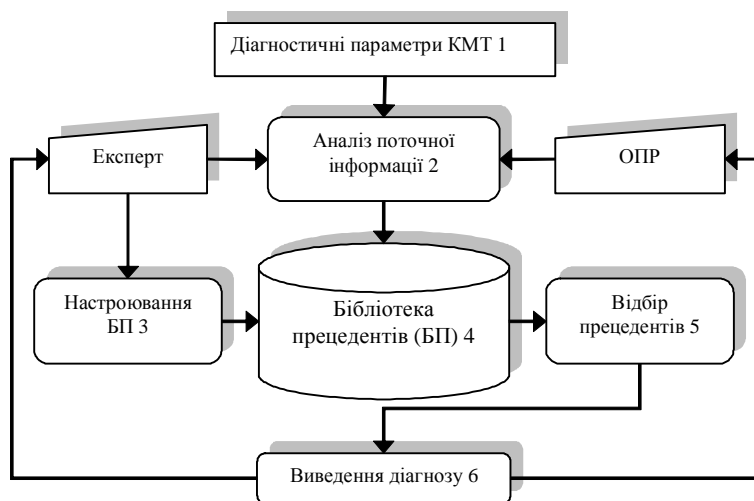 Діагностичні параметри КМТ 1
Експерт
Аналіз поточної
інформації 2
ОПР
Настроювання
БП 3
Бібліотека
прецедентів (БП) 4
Відбір
прецедентів 5
Виведення діагнозу 6